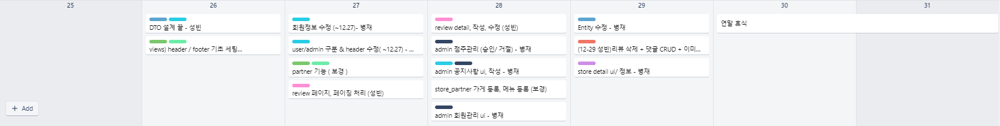 25
+ Add
26
DTO 설계 끝 - 성빈
views) header / footer 기초 세팅...
27
회원정보 수정 (~12.27)- 병재
user/admin 구분 & header 수정( ~12.27) - ...
partner 기능 ( 보경 )
review 페이지, 페이징 처리 (성빈)
28
review detail, 작성, 수정 (성빈)
admin 점주관리 (승인/ 거절) - 병재
admin 공지사항 ui, 작성 - 병재
store_partner 가게 등록, 메뉴 등록 (보경)
admin 회원관리 ui - 병재
29
Entity 수정 - 병재
(12-29 성빈)리뷰 삭제 + 댓글 CRUD + 이미...
store detail ui/ 정보 - 병재
30
연말 휴식
31